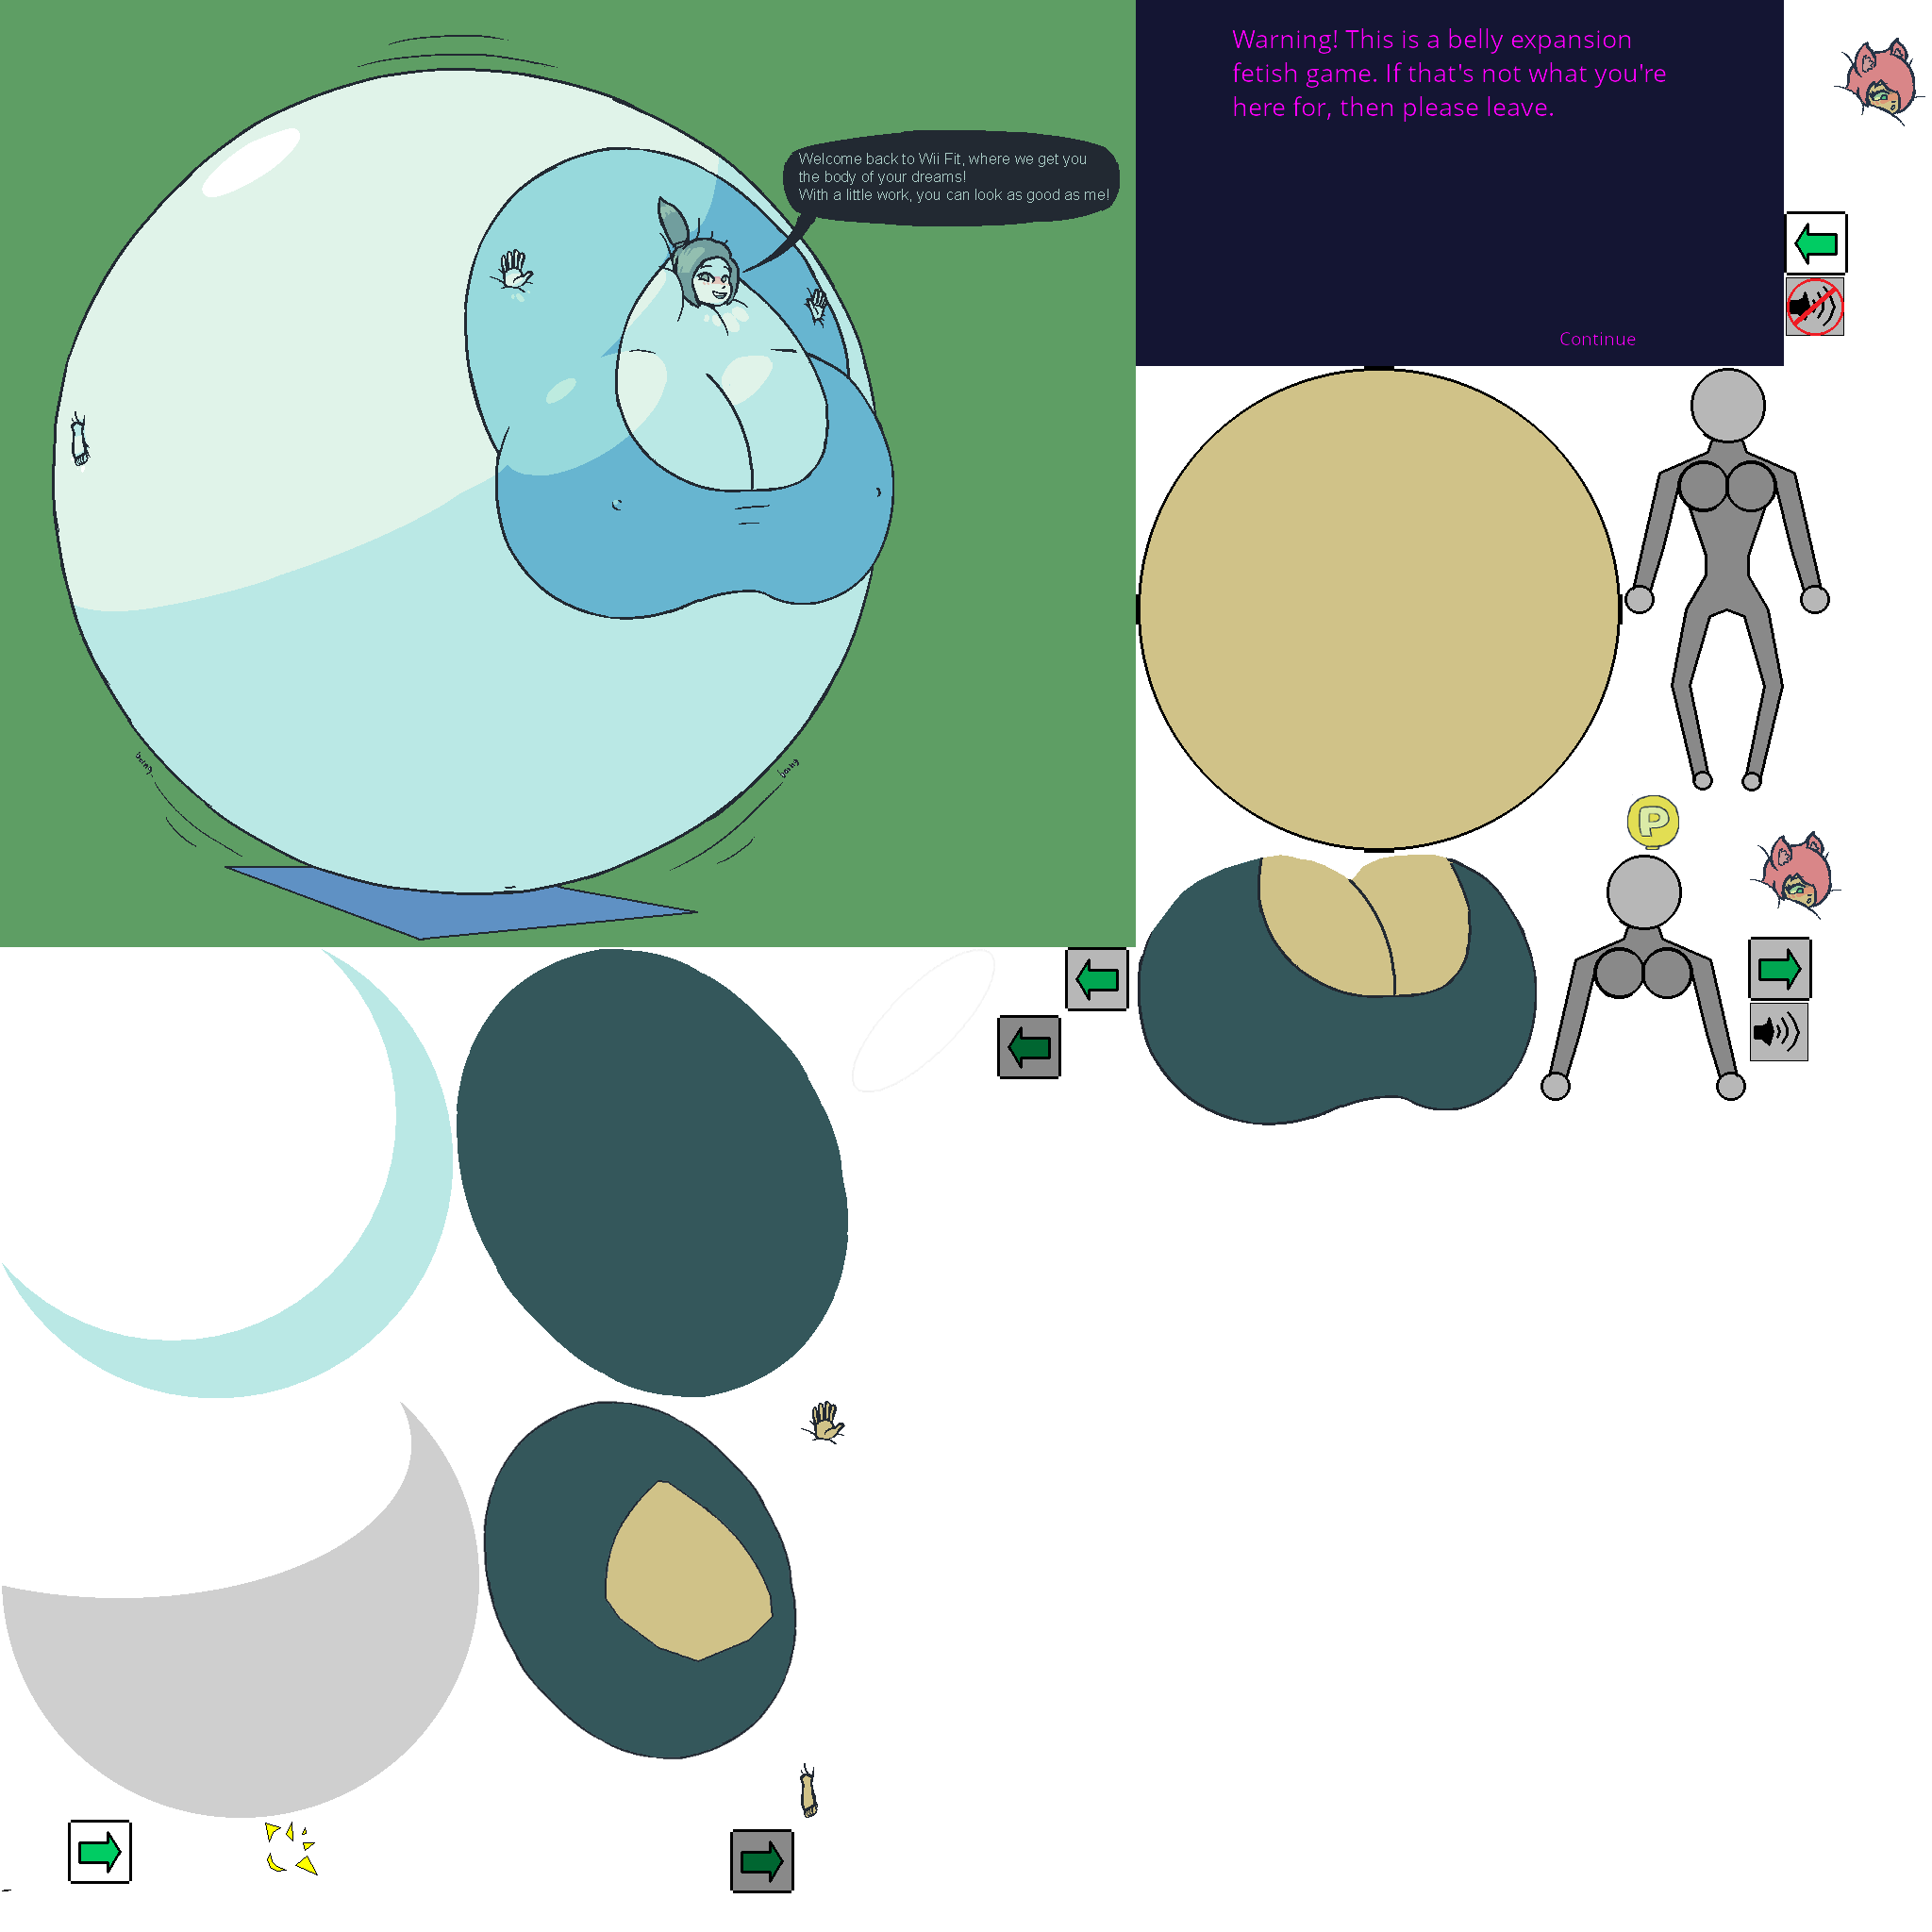 Welcome back to Wii Fit, where we get you
the body of your dreams!
With a little work, you can look as good as me!
Warning! This is a belly expansion
fetish game. If that's not what you're
here for, then please leave.
Continue
boing
boing
P